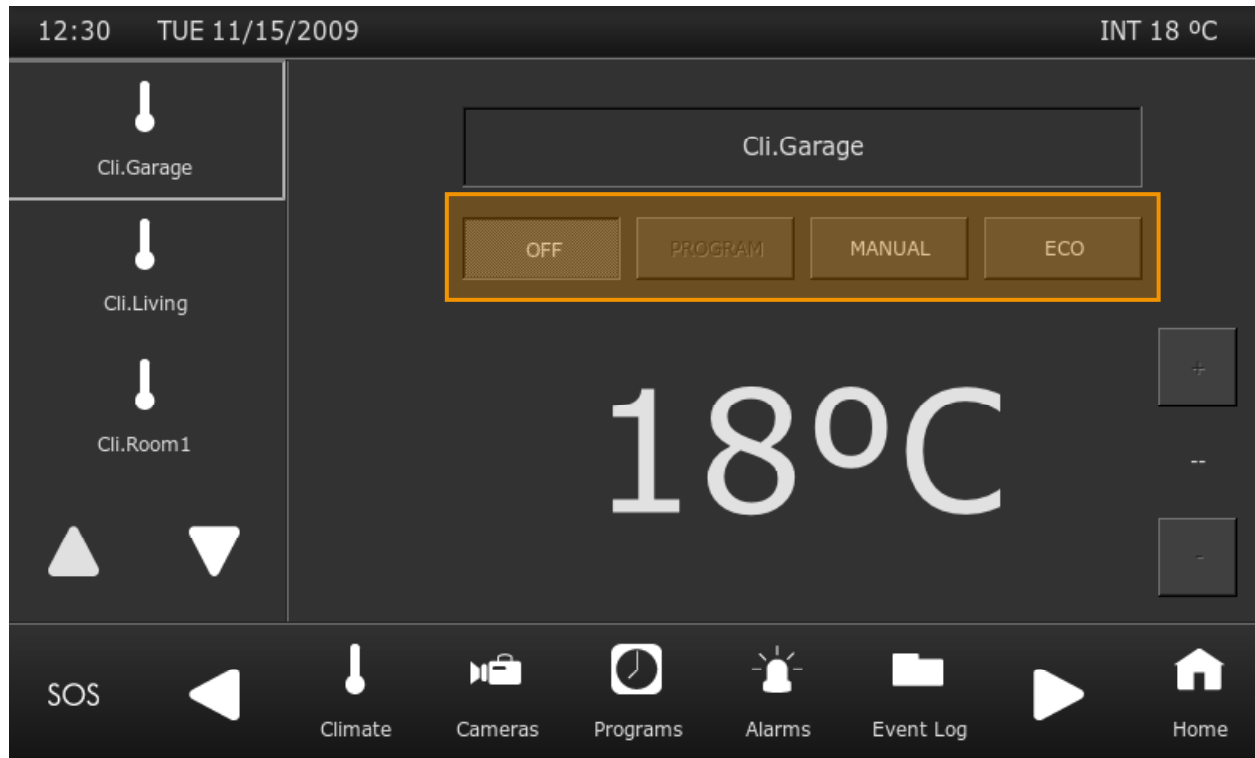 12:30 TUE 11/15/2009 INT 18 ºC
Cli.Garage
Cli.Living
Cli.Room1
Cli.Garage
OFF PROGRAM MANUAL ECO
18ºC
+
--
-
SOS
Climate Cameras Programs Alarms Event Log Home